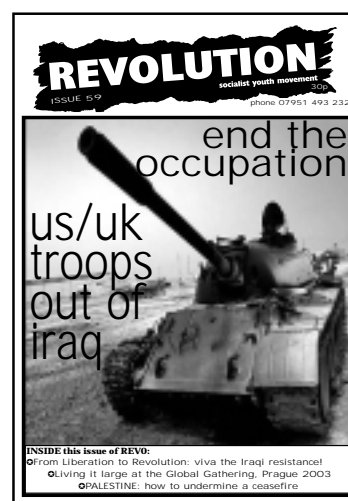 REVOLUTION
socialist youth movement
ISSUE 59
30p
phone 07951 493 232
end the
occupation
us/uk
troops
out of
iraq
INSIDE this issue of REVO:
✪From Liberation to Revolution: viva the Iraqi resistance!
✪Living it large at the Global Gathering, Prague 2003
✪PALESTINE: how to undermine a ceasefire